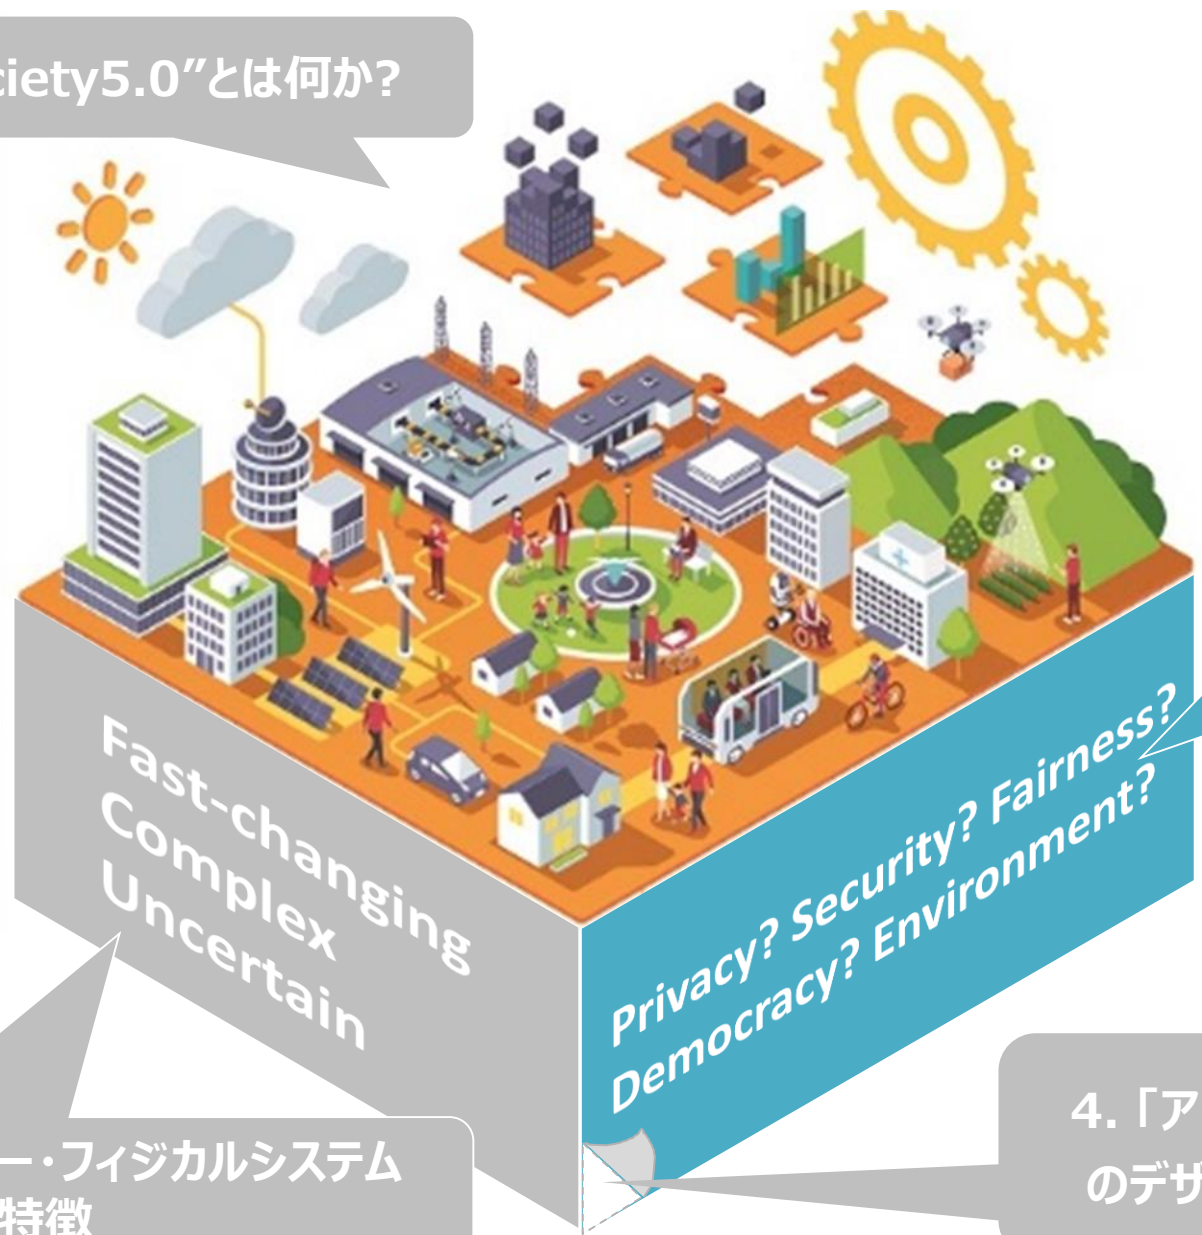 ciety5.0”とは何か?
Fast-changing
Complex
Uncertain
Privacy? Security? Fairness?
Democracy? Environment?
ー・フィジカルシステム
特徴
4. 「ア
のデザ